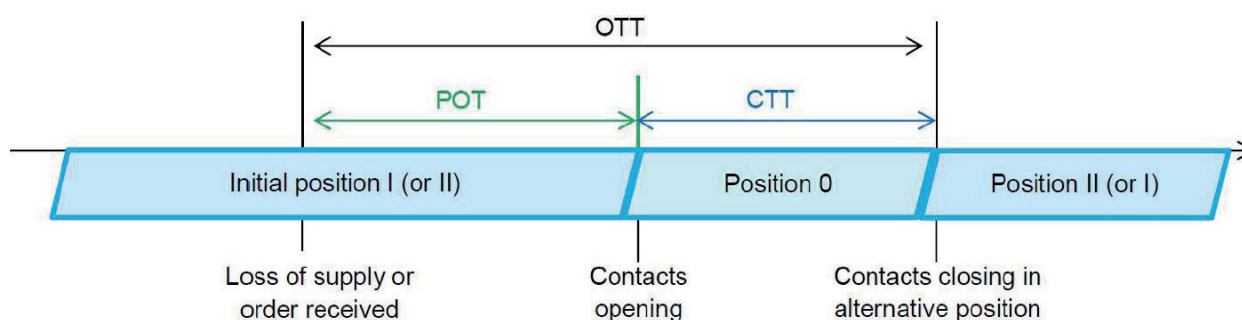 OTT
POT
CTT
Initial position I (or II)
Position 0
Position II (or I)
Loss of supply or
order received
Contacts
opening
Contacts closing in
alternative position